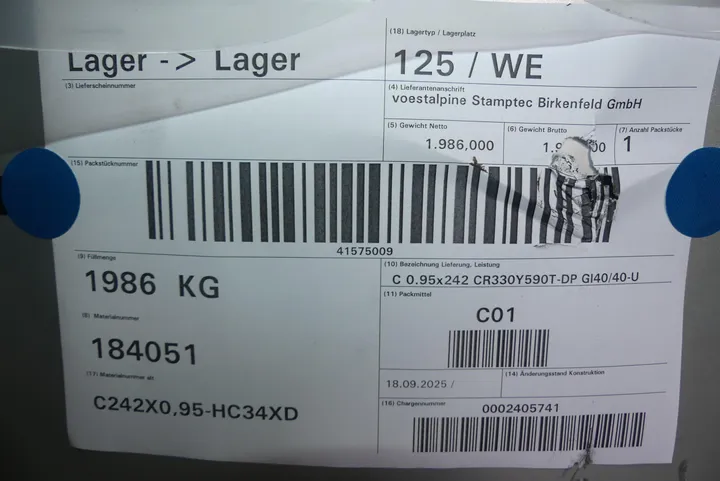 Lager -> Lager
(18) Lagertyp / Lagerplatz
125 / WE
(3) Lieferscheinnummer
(4) Lieferantenanschrift
voestalpine Stamptec Birkenfeld GmbH
(5) Gewicht Netto
1.986,000
(6) Gewicht Brutto
(7) Anzahl Packstücke
1
(15) Packstücknummer
41575009
(9) Füllmenge
1986 KG
(10) Bezeichnung Lieferung, Leistung
C 0.95x242 CR330Y590T-DP GI40/40-U
(11) Packmittel
C01
(8) Materialnummer
184051
(17) Materialnummer alt
C242X0,95-HC34XD
18.09.2025 /
(14) Änderungsstand Konstruktion
(16) Chargennummer
0002405741